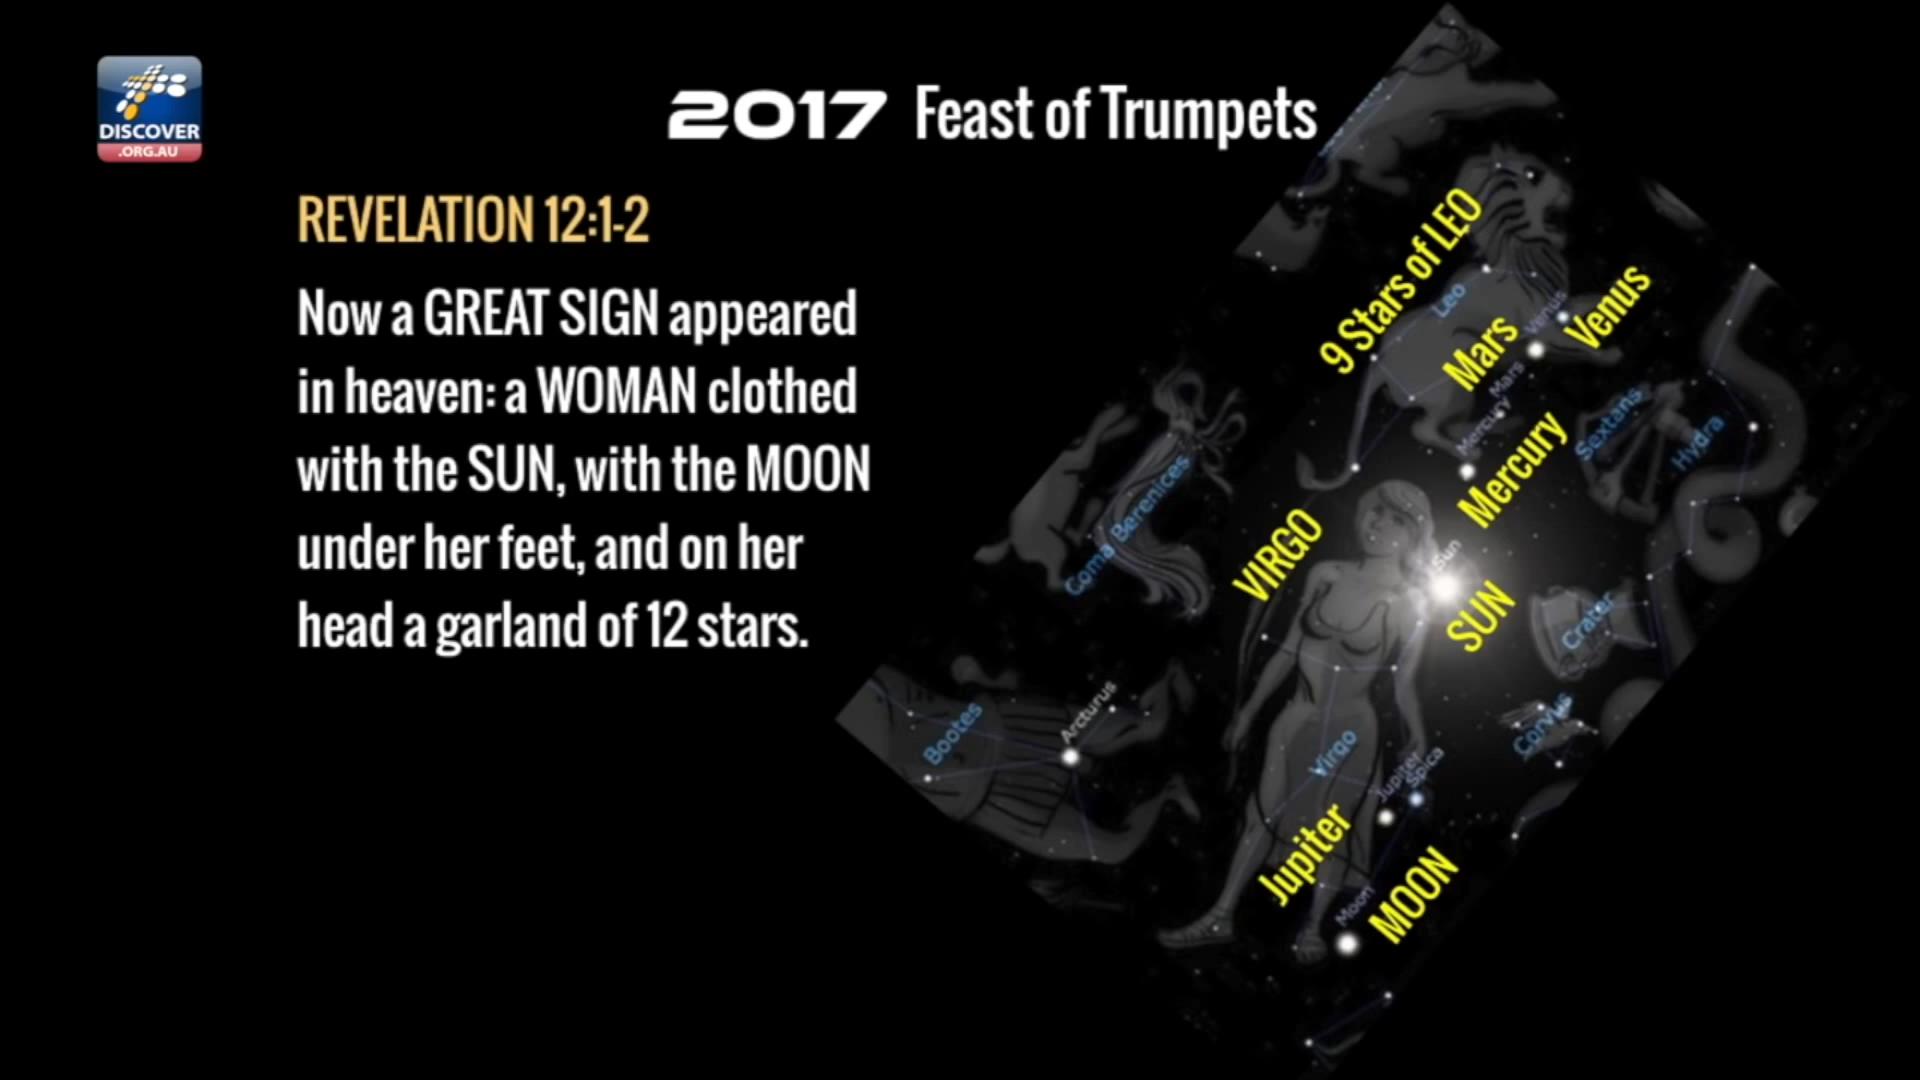 DISCOVER
.ORG.AU
2017 Feast of Trumpets
REVELATION 12:1-2
Now a GREAT SIGN appeared
in heaven: a WOMAN clothed
with the SUN, with the MOON
under her feet, and on her
head a garland of 12 stars.
9 Stars of LEO
Leo
Venus
Venus
Mars
Mars
Mercury
Mercury
Sextans
Hydra
Coma Berenices
VIRGO
Sun
SUN
Crater
Corvus
Bootes
Arcturus
Virgo
Jupiter
Spica
Jupiter
Moon
MOON